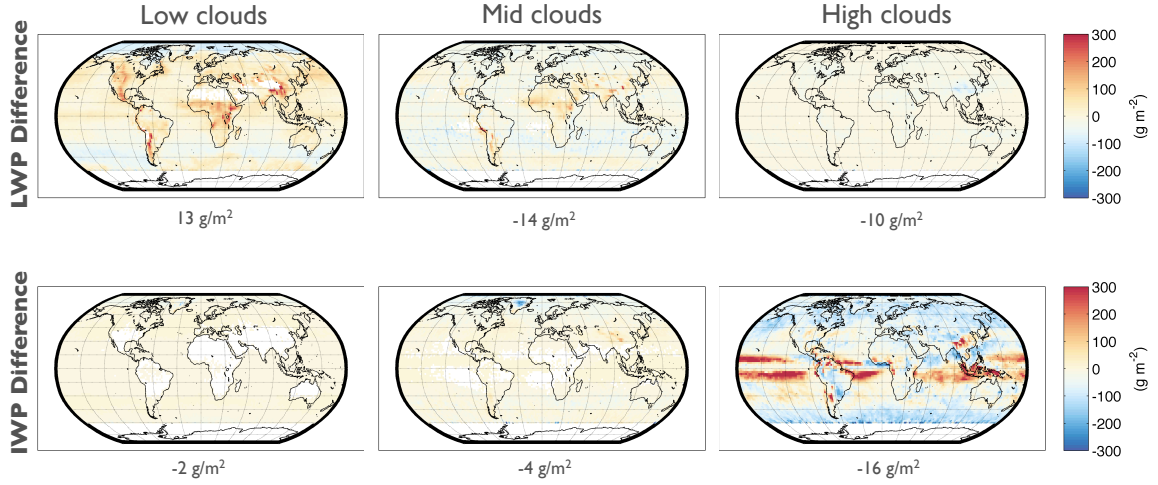 Low clouds
Mid clouds
High clouds
LWP Difference
300
200
100
0
-100
-200
-300
(g m⁻²)
13 g/m²
-14 g/m²
-10 g/m²
IWP Difference
300
200
100
0
-100
-200
-300
(g m⁻²)
-2 g/m²
-4 g/m²
-16 g/m²